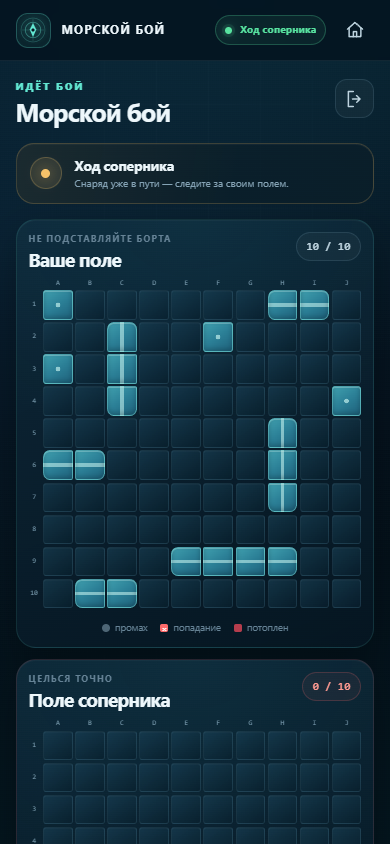 МОРСКОЙ БОЙ
Ход соперника
ИДЁТ БОЙ
Морской бой
Ход соперника
Снаряд уже в пути — следите за своим полем.
НЕ ПОДСТАВЛЯЙТЕ БОРТА
Ваше поле
10 / 10
A B C D E F G H I J
1
2
3
4
5
6
7
8
9
10
промах попадание потоплен
ЦЕЛЬСЯ ТОЧНО
Поле соперника
0 / 10
A B C D E F G H I J
1
2
3
4